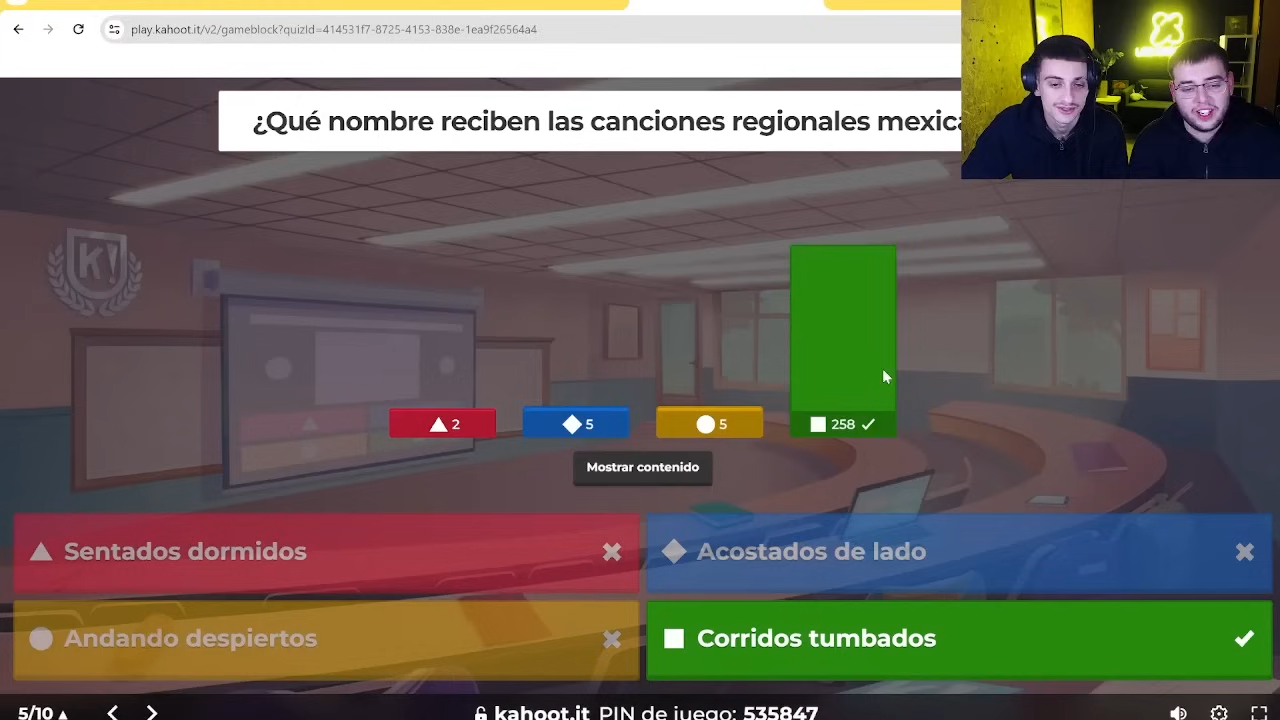 play.kahoot.it/v2/gameblock?quizId=414531f7-8725-4153-838e-1ea9f26564a4
¿Qué nombre reciben las canciones regionales
K!
2
5
5
258
Mostrar contenido
Sentados dormidos
Acostados de lado
Andando despiertos
Corridos tumbados
5/10
kahoot.it PIN de juego: 535847